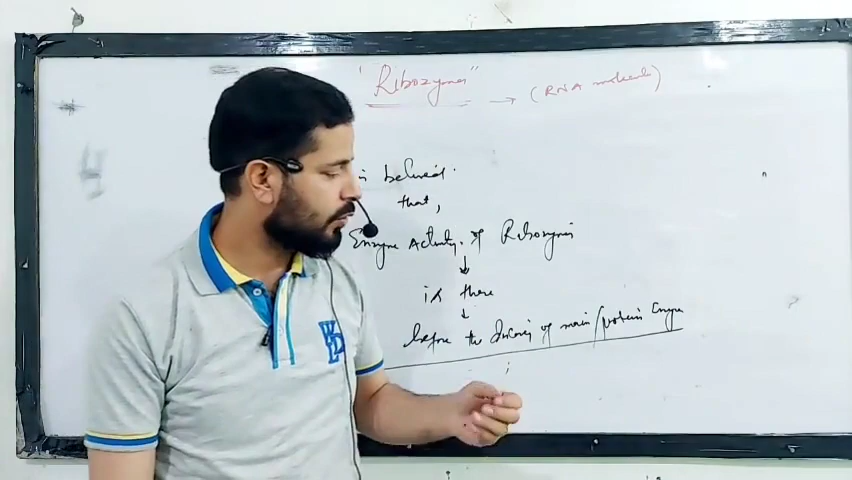 "Ribozymes" → (RNA molecule)
is believed.
that,
Enzyme Activity of Ribozymes
↓
is there
↓
before the discovery of main/protein Enzyme